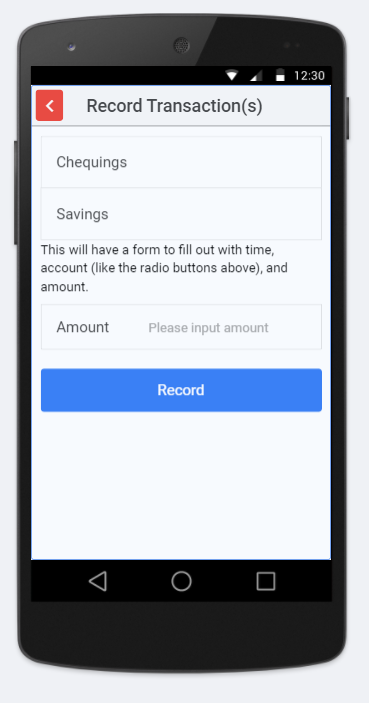 12:30
Record Transaction(s)
Chequings
Savings
This will have a form to fill out with time,
account (like the radio buttons above), and
amount.
Amount Please input amount
Record